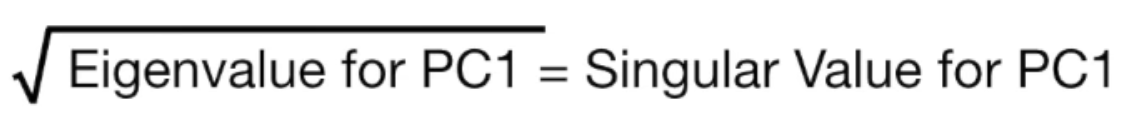 √Eigenvalue for PC1 = Singular Value for PC1